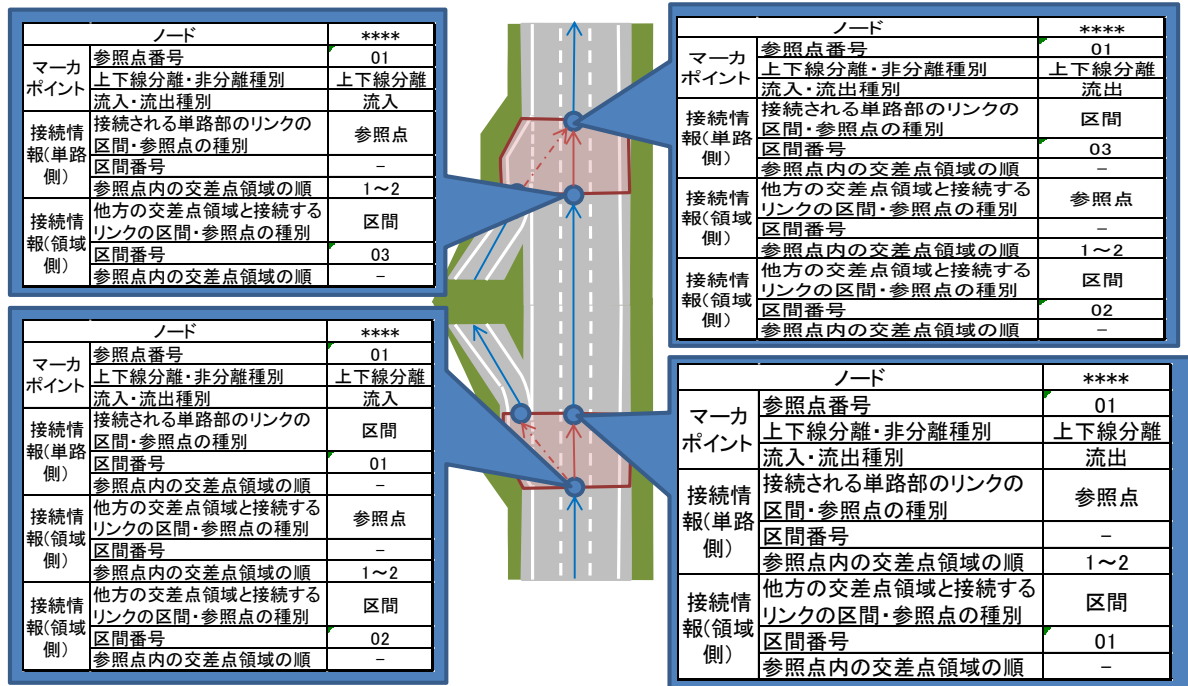 ノード ****
マーカポイント 参照点番号 01
上下線分離・非分離種別 上下線分離
流入・流出種別 流入
接続情報(単路側) 接続される単路部のリンクの
区間・参照点の種別 参照点
区間番号 −
参照点内の交差点領域の順 1～2
接続情報(領域側) 他方の交差点領域と接続する
リンクの区間・参照点の種別 区間
区間番号 03
参照点内の交差点領域の順 −
ノード ****
マーカポイント 参照点番号 01
上下線分離・非分離種別 上下線分離
流入・流出種別 流出
接続情報(単路側) 接続される単路部のリンクの
区間・参照点の種別 区間
区間番号 03
参照点内の交差点領域の順 −
接続情報(領域側) 他方の交差点領域と接続する
リンクの区間・参照点の種別 参照点
区間番号 −
参照点内の交差点領域の順 1～2
接続情報(領域側) 他方の交差点領域と接続する
リンクの区間・参照点の種別 区間
区間番号 02
参照点内の交差点領域の順 −
ノード ****
マーカポイント 参照点番号 01
上下線分離・非分離種別 上下線分離
流入・流出種別 流入
接続情報(単路側) 接続される単路部のリンクの
区間・参照点の種別 区間
区間番号 01
参照点内の交差点領域の順 −
接続情報(領域側) 他方の交差点領域と接続する
リンクの区間・参照点の種別 参照点
区間番号 −
参照点内の交差点領域の順 1～2
接続情報(領域側) 他方の交差点領域と接続する
リンクの区間・参照点の種別 区間
区間番号 02
参照点内の交差点領域の順 −
ノード ****
マーカポイント 参照点番号 01
上下線分離・非分離種別 上下線分離
流入・流出種別 流出
接続情報(単路側) 接続される単路部のリンクの
区間・参照点の種別 参照点
区間番号 −
参照点内の交差点領域の順 1～2
接続情報(領域側) 他方の交差点領域と接続する
リンクの区間・参照点の種別 区間
区間番号 01
参照点内の交差点領域の順 −